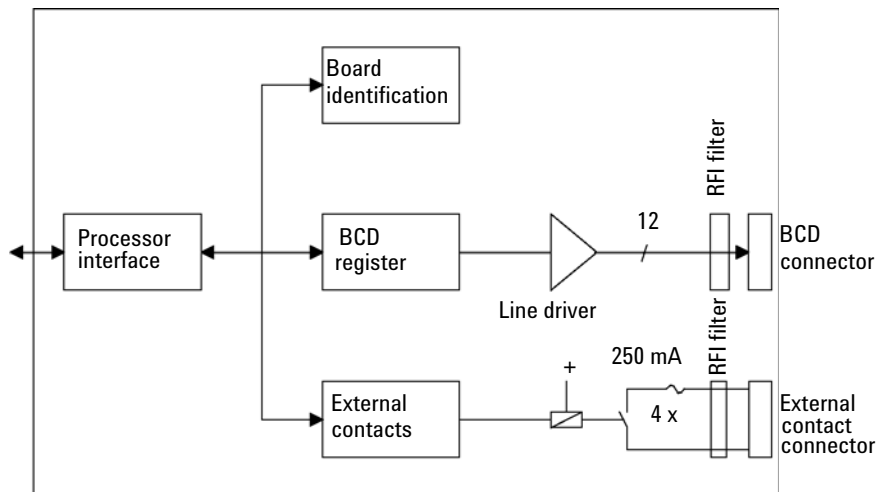 Board
identification
RFI filter
Processor
interface
BCD
register
12
BCD
connector
Line driver
RFI filter
250 mA
+
4 x
External
contacts
External
contact
connector